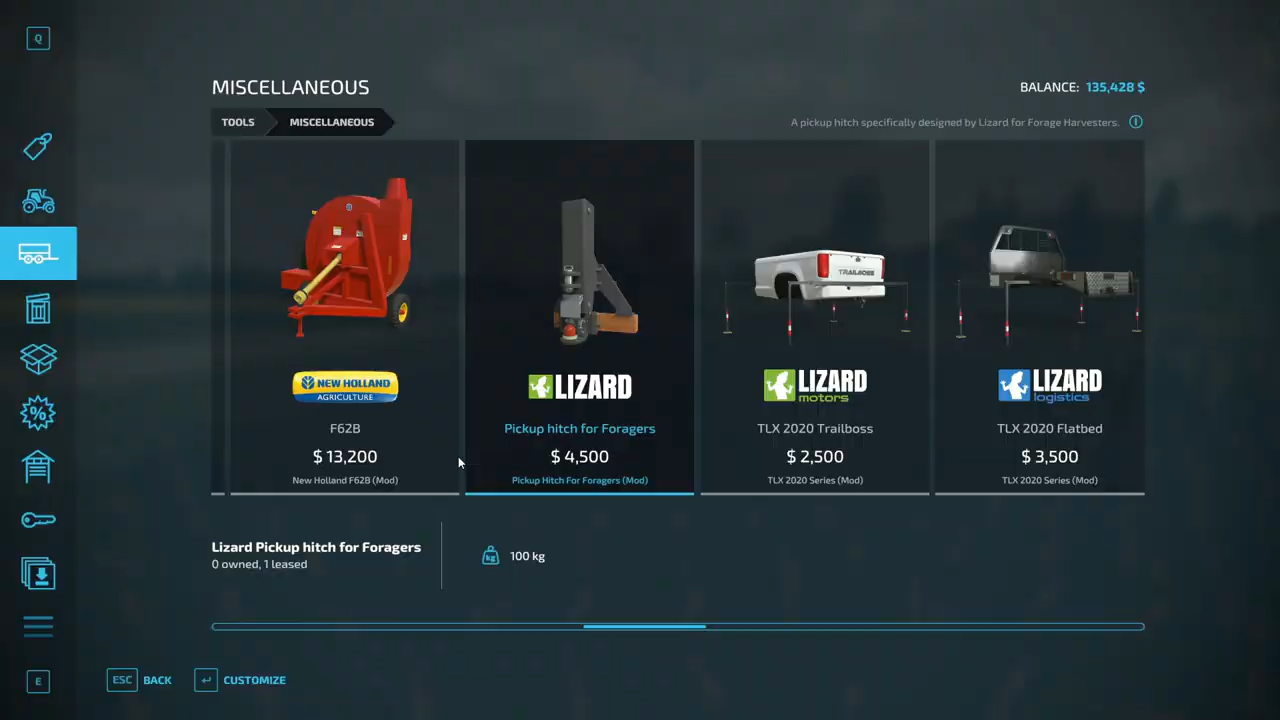 Q
MISCELLANEOUS
BALANCE: 135,428 $
TOOLS
MISCELLANEOUS
A pickup hitch specifically designed by Lizard for Forage Harvesters.
TRAILBOSS
NEW HOLLAND
AGRICULTURE
LIZARD
LIZARD
motors
LIZARD
logistics
F62B
Pickup hitch for Foragers
TLX 2020 Trailboss
TLX 2020 Flatbed
$ 13,200
$ 4,500
$ 2,500
$ 3,500
New Holland F62B (Mod)
Pickup Hitch For Foragers (Mod)
TLX 2020 Series (Mod)
TLX 2020 Series (Mod)
Lizard Pickup hitch for Foragers
0 owned, 1 leased
kg
100 kg
E
ESC BACK
CUSTOMIZE